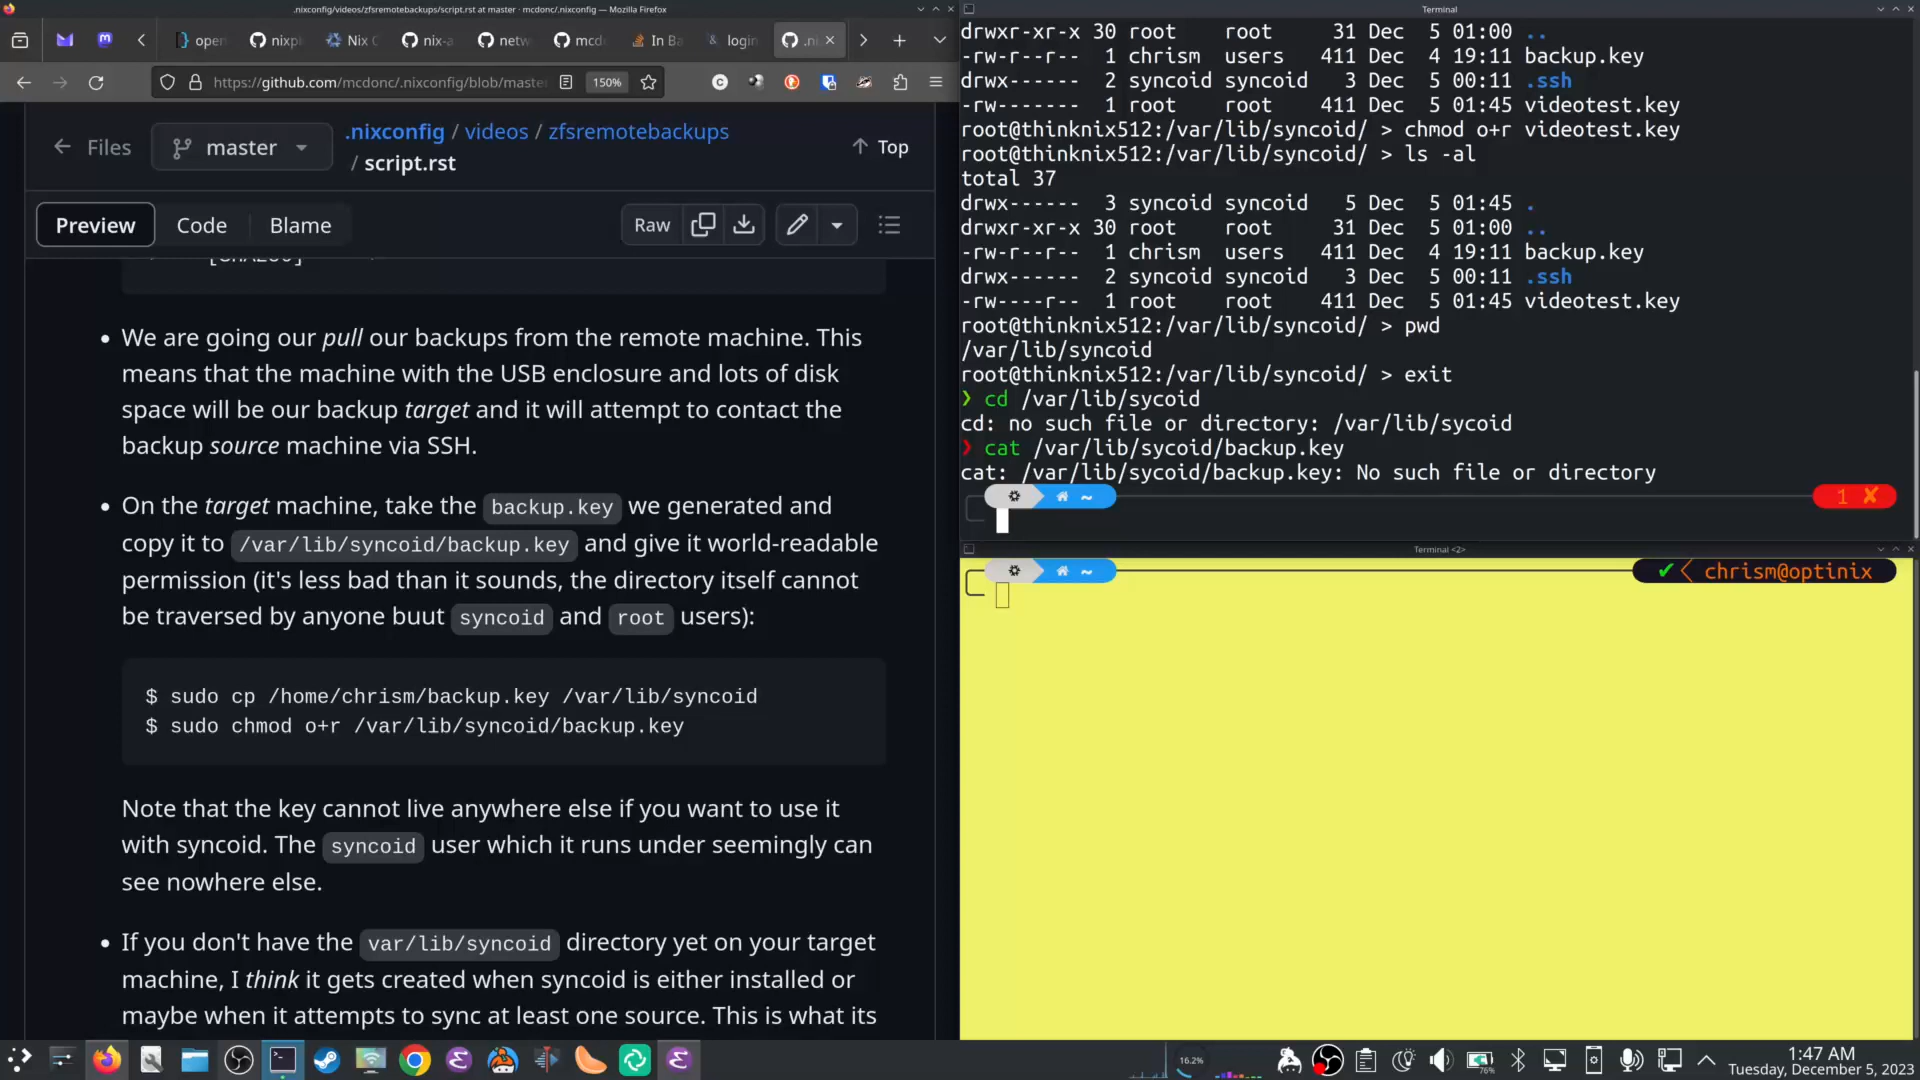 .nixconfig/videos/zfsremotebackups/script.rst at master · mcdonc/.nixconfig — Mozilla Firefox
open
nixpl
Nix C
nix-a
netw
mcd
In Ba
login
.ni
https://github.com/mcdonc/.nixconfig/blob/maste
150%
Files
master
.nixconfig / videos / zfsremotebackups
/ script.rst
Top
Preview
Code
Blame
Raw
We are going our pull our backups from the remote machine. This
means that the machine with the USB enclosure and lots of disk
space will be our backup target and it will attempt to contact the
backup source machine via SSH.
On the target machine, take the backup.key we generated and
copy it to /var/lib/syncoid/backup.key and give it world-readable
permission (it's less bad than it sounds, the directory itself cannot
be traversed by anyone buut syncoid and root users):
$ sudo cp /home/chrism/backup.key /var/lib/syncoid
$ sudo chmod o+r /var/lib/syncoid/backup.key
Note that the key cannot live anywhere else if you want to use it
with syncoid. The syncoid user which it runs under seemingly can
see nowhere else.
If you don't have the var/lib/syncoid directory yet on your target
machine, I think it gets created when syncoid is either installed or
maybe when it attempts to sync at least one source. This is what its
Terminal
drwxr-xr-x 30 root    root     31 Dec  5 01:00 ..
-rw-r--r--  1 chrism  users   411 Dec  4 19:11 backup.key
drwx------  2 syncoid syncoid   3 Dec  5 00:11 .ssh
-rw-------  1 root    root    411 Dec  5 01:45 videotest.key
root@thinknix512:/var/lib/syncoid/ > chmod o+r videotest.key
root@thinknix512:/var/lib/syncoid/ > ls -al
total 37
drwx------  3 syncoid syncoid   5 Dec  5 01:45 .
drwxr-xr-x 30 root    root     31 Dec  5 01:00 ..
-rw-r--r--  1 chrism  users   411 Dec  4 19:11 backup.key
drwx------  2 syncoid syncoid   3 Dec  5 00:11 .ssh
-rw----r--  1 root    root    411 Dec  5 01:45 videotest.key
root@thinknix512:/var/lib/syncoid/ > pwd
/var/lib/syncoid
root@thinknix512:/var/lib/syncoid/ > exit
❯ cd /var/lib/sycoid
cd: no such file or directory: /var/lib/sycoid
❯ cat /var/lib/sycoid/backup.key
cat: /var/lib/sycoid/backup.key: No such file or directory
~
1 ✘
Terminal <2>
~
✔ chrism@optinix
16.2%
76%
1:47 AM
Tuesday, December 5, 2023